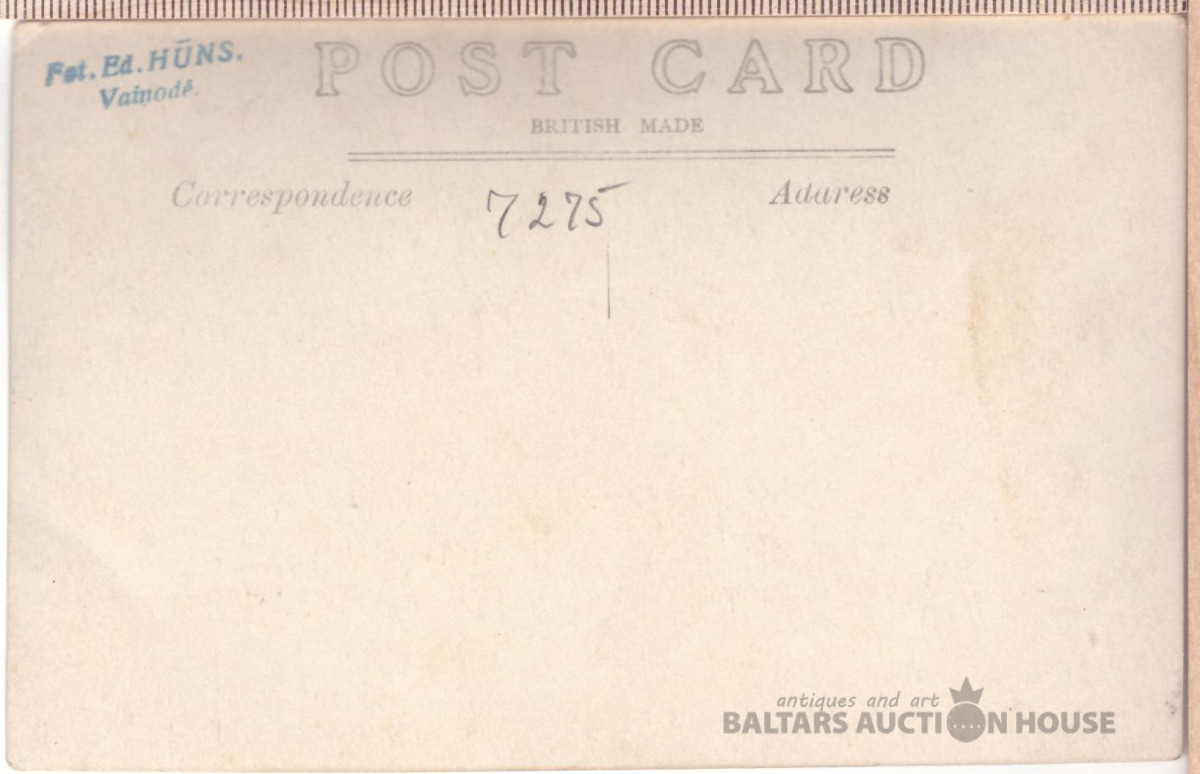 Fot. Ed. HŪNS.
Vaiņodē.
POST CARD
BRITISH MADE
Correspondence
7275
Address
antiques and art
BALTARS AUCTION HOUSE